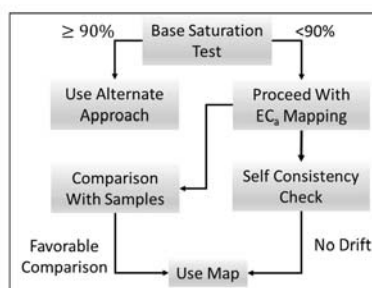 ≥ 90%
Base Saturation
Test
<90%
Use Alternate
Approach
Proceed With
ECa Mapping
Comparison
With Samples
Self Consistency
Check
Favorable
Comparison
No Drift
Use Map